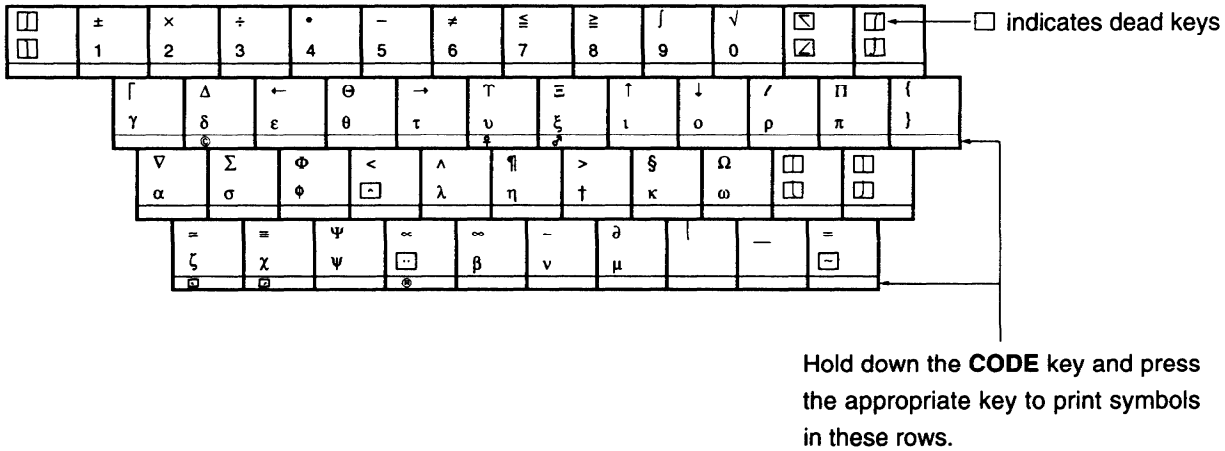 ± × ÷ • − ≠ ≦ ≧ ∫ √
1 2 3 4 5 6 7 8 9 0
□ indicates dead keys
Γ Δ ← Θ → ϒ Ξ ↑ ↓ / Π {
γ δ ε θ τ υ ξ ι ο ρ π }
© ♀ ♂
∇ Σ Φ < ∧ ¶ > § Ω
α σ φ ^ λ η † κ ω
≃ ≡ Ψ ∝ ∞ − ∂ | _ =
ζ χ ψ ¨ β ν μ ~
®
Hold down the CODE key and press
the appropriate key to print symbols
in these rows.